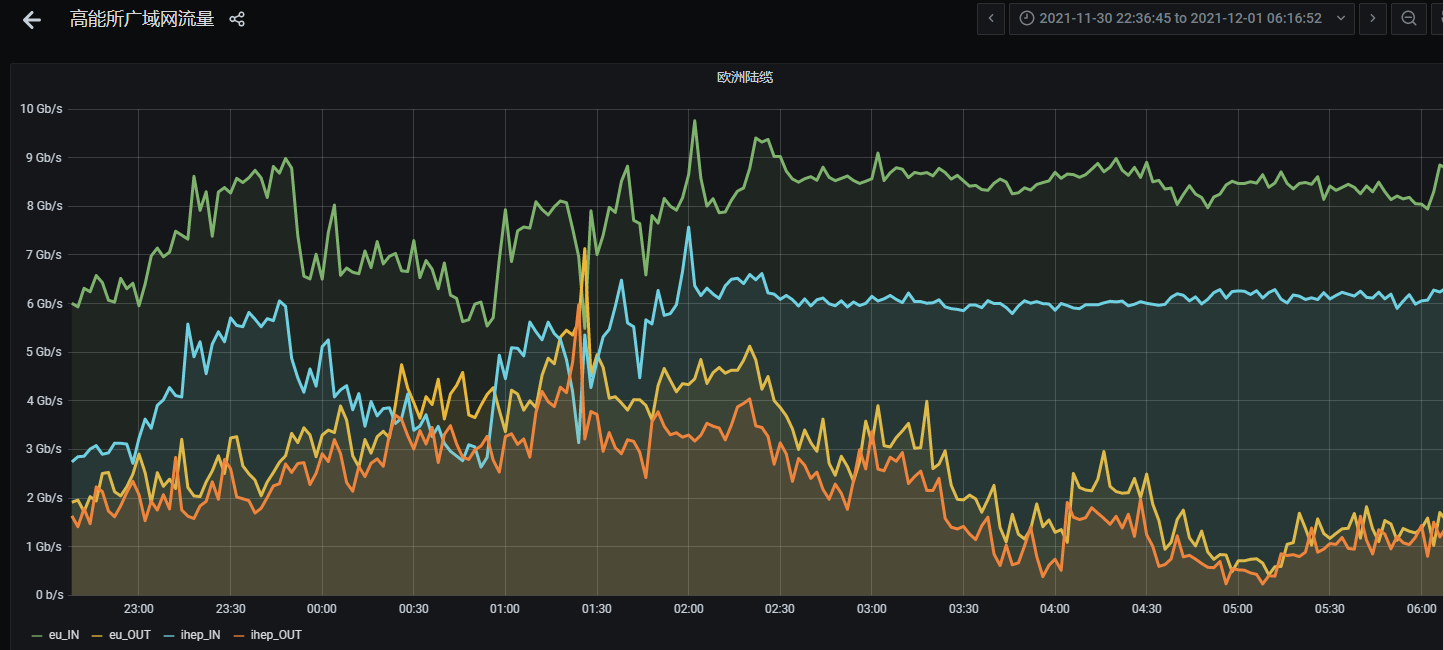 高能所广域网流量
2021-11-30 22:36:45 to 2021-12-01 06:16:52
欧洲陆缆
10 Gb/s
9 Gb/s
8 Gb/s
7 Gb/s
6 Gb/s
5 Gb/s
4 Gb/s
3 Gb/s
2 Gb/s
1 Gb/s
0 b/s
23:00 23:30 00:00 00:30 01:00 01:30 02:00 02:30 03:00 03:30 04:00 04:30 05:00 05:30 06:00
eu_IN eu_OUT ihep_IN ihep_OUT